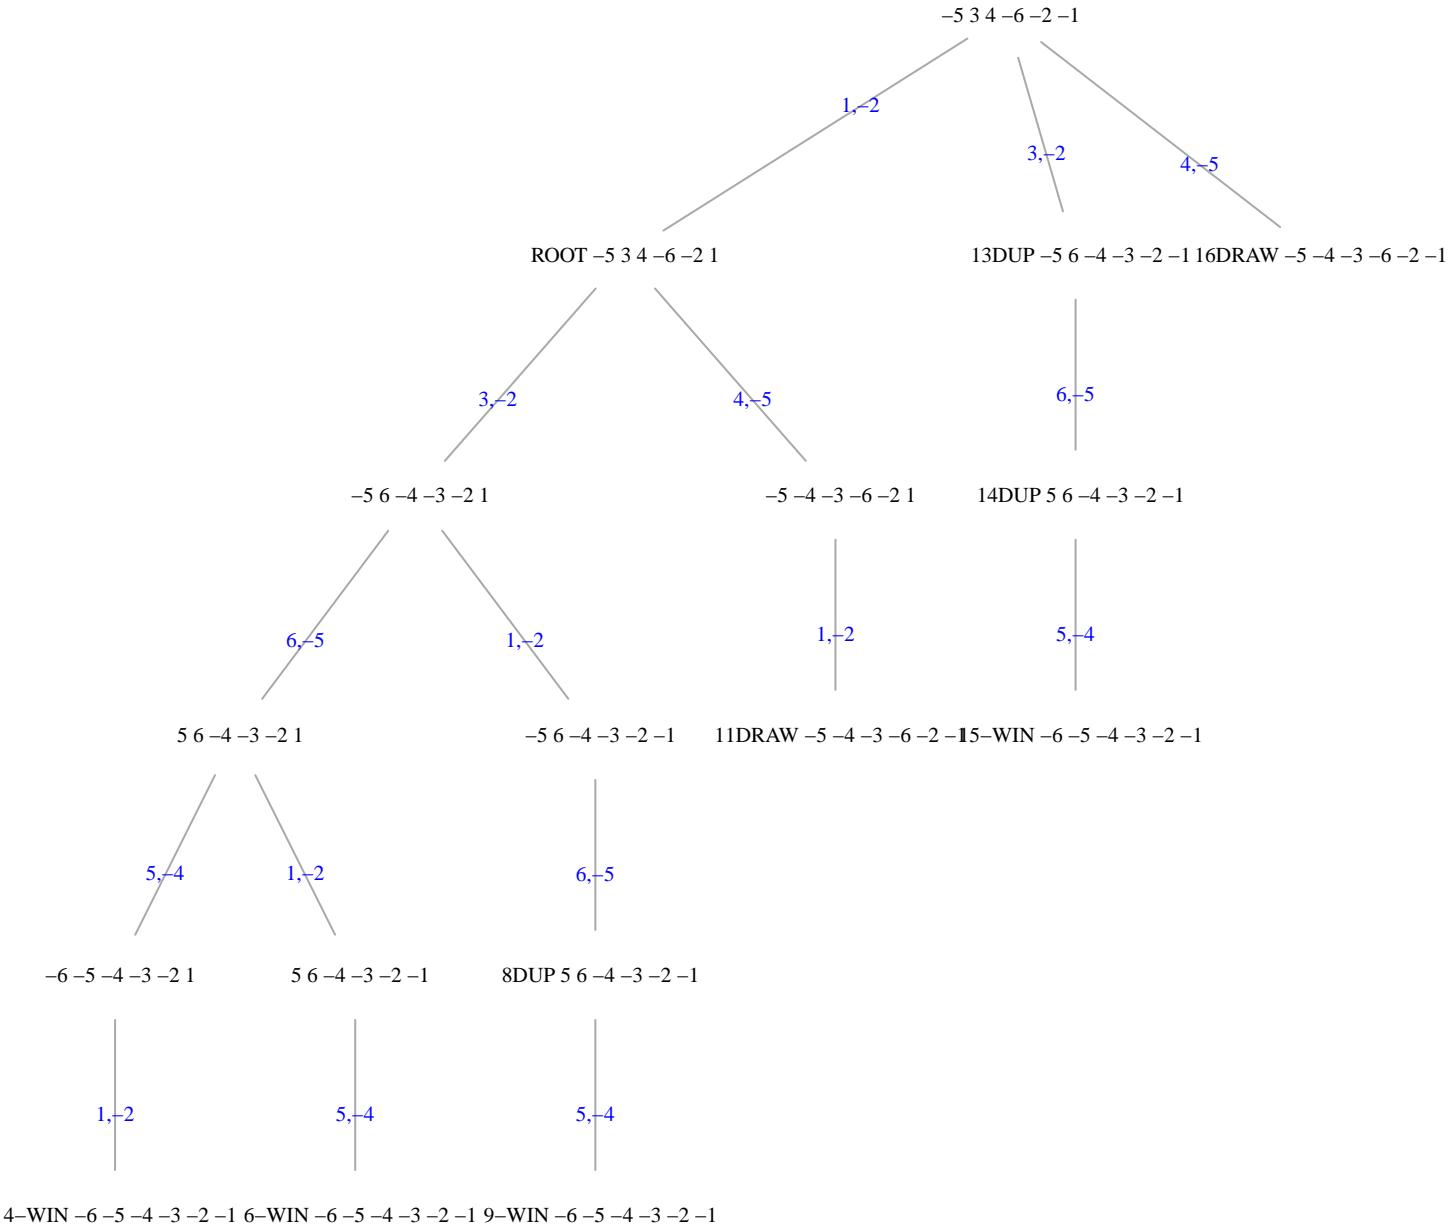 –5 3 4 –6 –2 –1
1,–2
3,–2
4,–5
ROOT –5 3 4 –6 –2 1
13DUP –5 6 –4 –3 –2 –1
16DRAW –5 –4 –3 –6 –2 –1
3,–2
4,–5
6,–5
–5 6 –4 –3 –2 1
–5 –4 –3 –6 –2 1
14DUP 5 6 –4 –3 –2 –1
6,–5
1,–2
1,–2
5,–4
5 6 –4 –3 –2 1
–5 6 –4 –3 –2 –1
11DRAW –5 –4 –3 –6 –2 –1
15–WIN –6 –5 –4 –3 –2 –1
5,–4
1,–2
6,–5
–6 –5 –4 –3 –2 1
5 6 –4 –3 –2 –1
8DUP 5 6 –4 –3 –2 –1
1,–2
5,–4
5,–4
4–WIN –6 –5 –4 –3 –2 –1
6–WIN –6 –5 –4 –3 –2 –1
9–WIN –6 –5 –4 –3 –2 –1